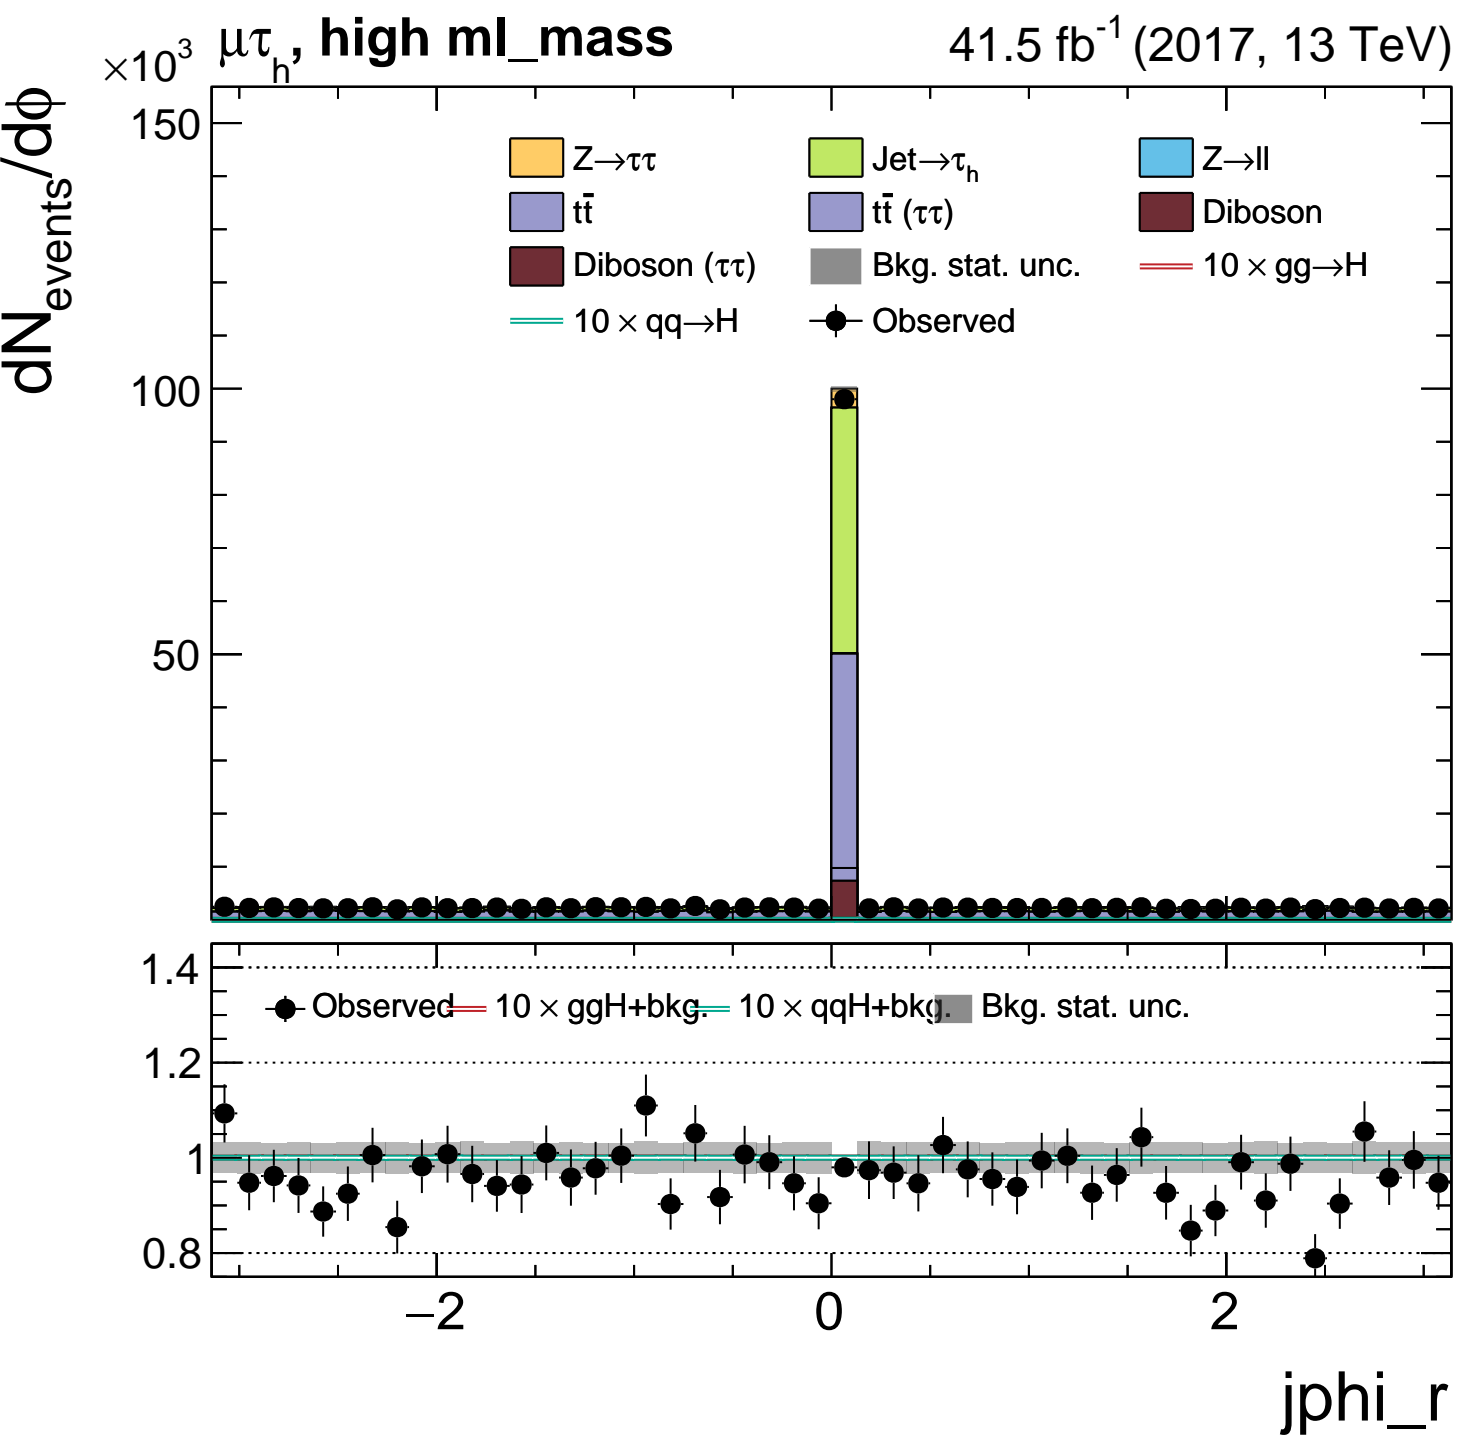 ×10³ μτₕ, high ml_mass 41.5 fb⁻¹ (2017, 13 TeV)
dN_events/dϕ
150
100
50
Z→ττ Jet→τₕ Z→ll
tt̄ tt̄ (ττ) Diboson
Diboson (ττ) Bkg. stat. unc. 10 × gg→H
10 × qq→H Observed
1.4
1.2
1
0.8
Observed 10 × ggH+bkg. 10 × qqH+bkg. Bkg. stat. unc.
−2 0 2
jphi_r